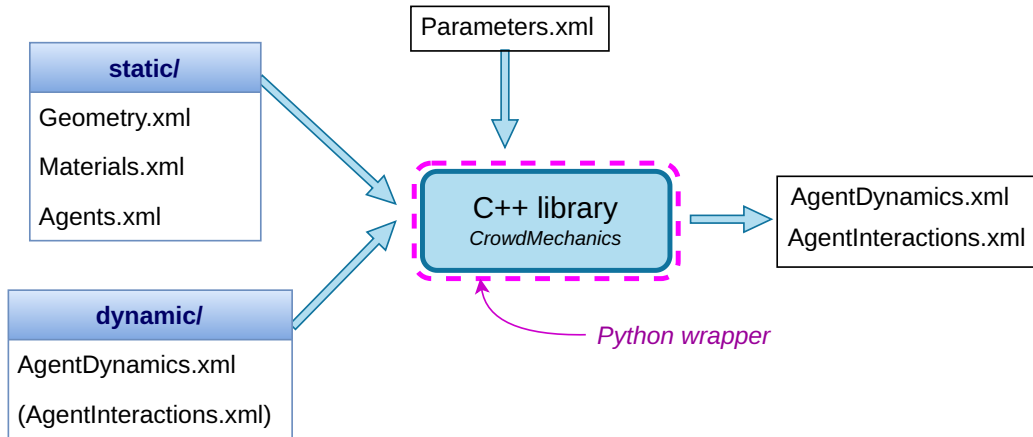 Parameters.xml
static/
Geometry.xml
Materials.xml
Agents.xml
C++ library
CrowdMechanics
AgentDynamics.xml
AgentInteractions.xml
dynamic/
AgentDynamics.xml
(AgentInteractions.xml)
Python wrapper